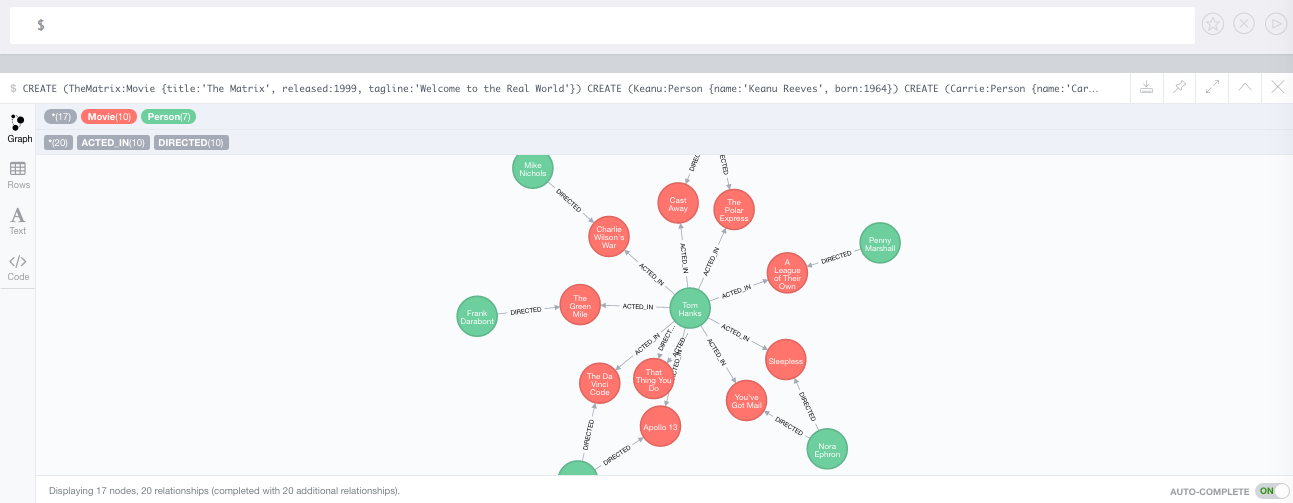 $
$ CREATE (TheMatrix:Movie {title:'The Matrix', released:1999, tagline:'Welcome to the Real World'}) CREATE (Keanu:Person {name:'Keanu Reeves', born:1964}) CREATE (Carrie:Person {name:'Car...
*(17) Movie(10) Person(7)
*(20) ACTED_IN(10) DIRECTED(10)
Graph
Rows
Text
Code
Mike
Nichols
DIRECTED
Charlie
Wilson's
War
ACTED_IN
DIREC
Cast
Away
ACTED_IN
ECTED
The
Polar
Express
ACTED_IN
Penny
Marshall
DIRECTED
A
League
of Their
Own
ACTED_IN
Frank
Darabont
DIRECTED
The
Green
Mile
ACTED_IN
Tom
Hanks
ACTED_IN
DIRECT...
ACTED_IN
Sleepless
ACTED_IN
The Da
Vinci
Code
That
Thing You
Do
You've
Got Mail
DIRECTED
DIRECTED
Apollo 13
DIRECTED
DIRECTED
Nora
Ephron
Displaying 17 nodes, 20 relationships (completed with 20 additional relationships).
AUTO-COMPLETE ON